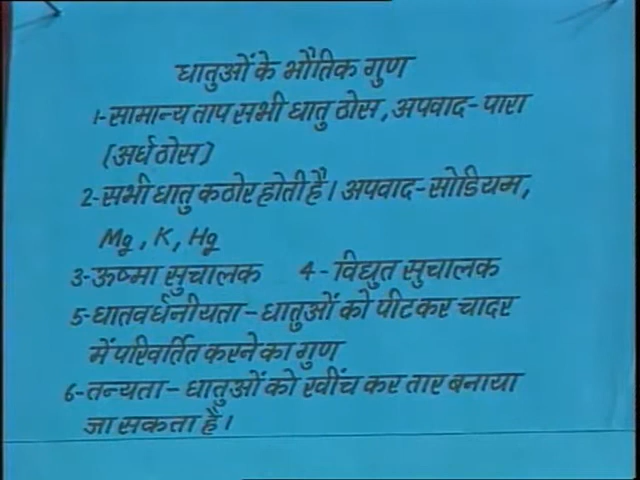 धातुओं के भौतिक गुण
1-सामान्य ताप सभी धातु ठोस, अपवाद-पारा
(अर्ध ठोस)
2-सभी धातु कठोर होती है। अपवाद-सोडियम,
Mg, K, Hg
3-ऊष्मा सुचालक 4-विद्युत सुचालक
5-घातवर्धनीयता-धातुओं को पीटकर चादर
में परिवर्तित करने का गुण
6-तन्यता-धातुओं को खींच कर तार बनाया
जा सकता है।